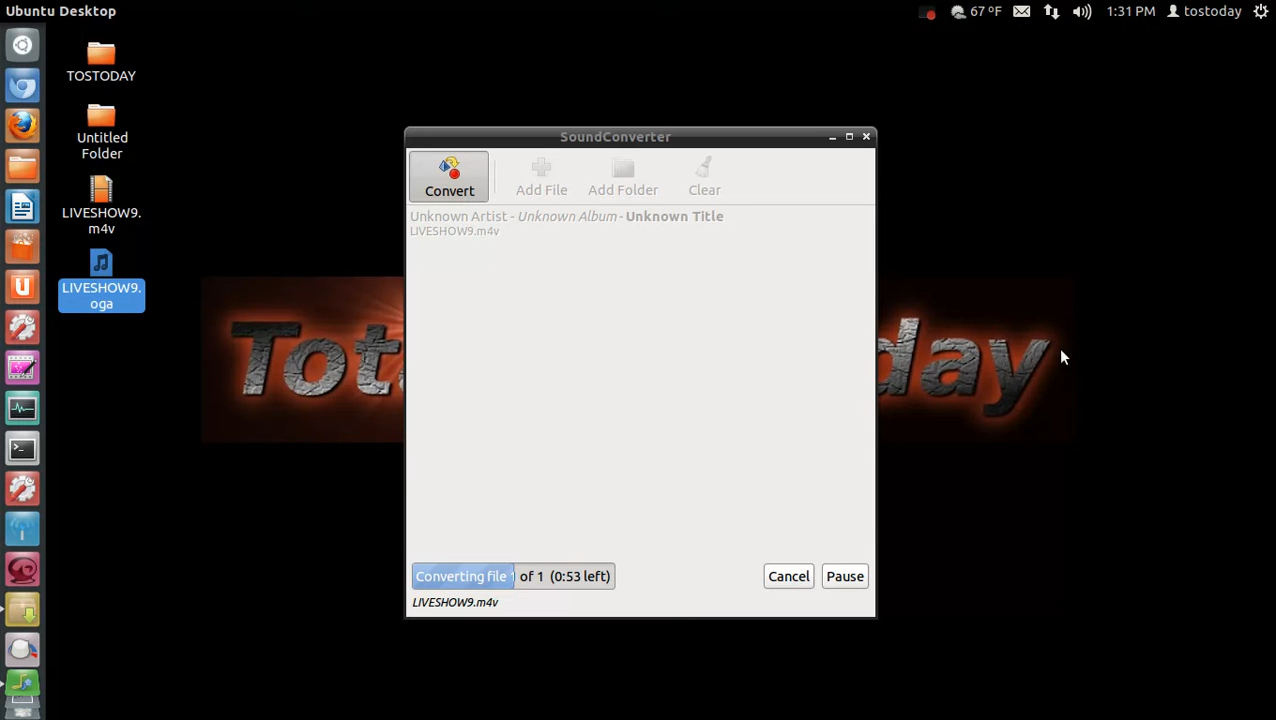 Ubuntu Desktop
67 °F
1:31 PM
tostoday
TOSTODAY
Untitled
Folder
LIVESHOW9.
m4v
LIVESHOW9.
oga
SoundConverter
Convert
Add File
Add Folder
Clear
Unknown Artist - Unknown Album - Unknown Title
LIVESHOW9.m4v
Tot
day
Converting file 1 of 1 (0:53 left)
Cancel
Pause
LIVESHOW9.m4v